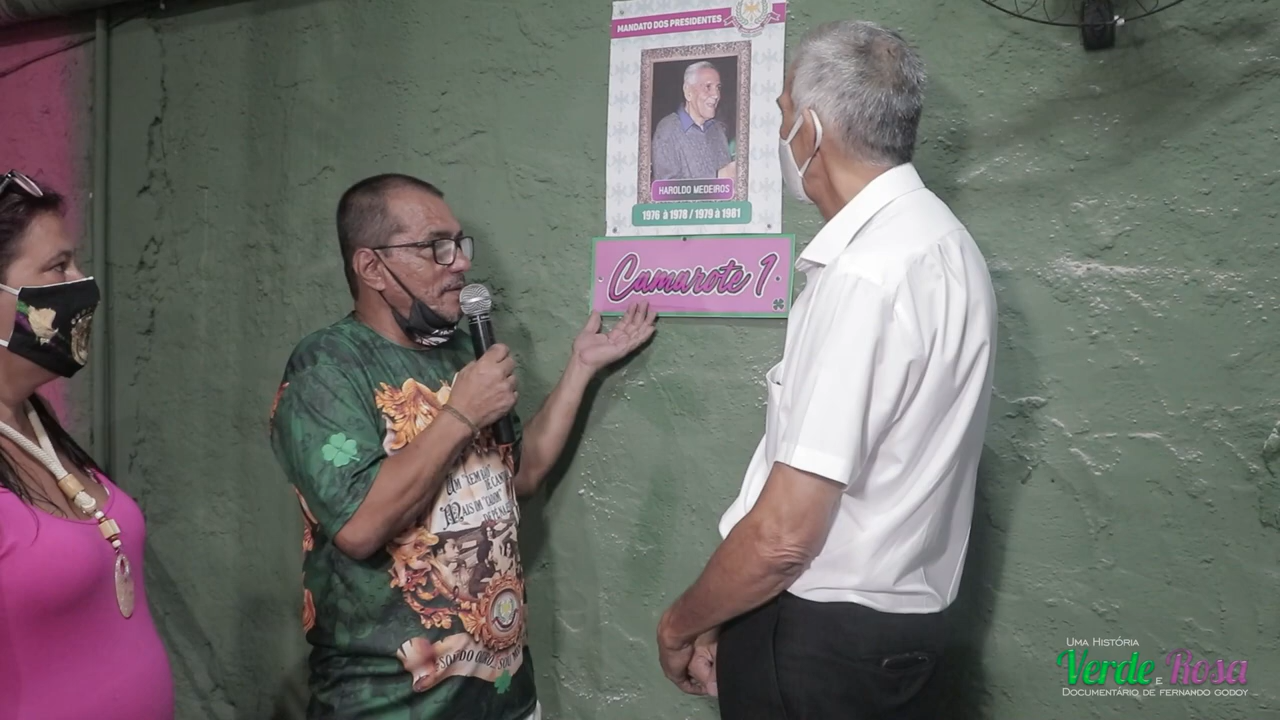 MANDATO DOS PRESIDENTES
HAROLDO MEDEIROS
1976 à 1978 / 1979 à 1981
Camarote 1
UMA HISTÓRIA
Verde E Rosa
DOCUMENTÁRIO DE FERNANDO GODOY